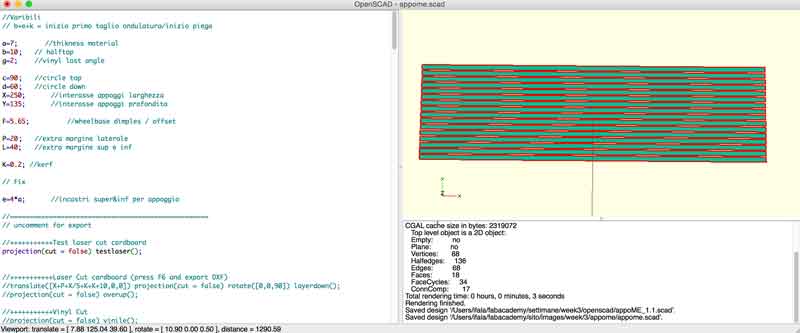 OpenSCAD - appome.scad
//Varibili
// b+e+k = inizio primo taglio ondulatura/inizio piega
a=7; //thikness material
b=10; // halftop
g=2; //vinyl last angle
c=90; //circle top
d=60; //circle down
X=250; //interasse appoggi larghezza
Y=135; //interasse appoggi profondita
F=5.65; //wheelbase dimples / offset
P=20; //extra margine laterale
L=40; //extra margine sup e inf
K=0.2; //kerf
// Fix
e=4*a; //incastri super&inf per appoggio
//==================================================
// uncomment for export
//+++++++++++Test laser cut cardboard
projection(cut = false) testlaser();
//+++++++++++Laser Cut cardboard (press F6 and export DXF)
//translate([X+P+X/5+K+K+10,0,0]) projection(cut = false) rotate([0,0,90]) layerdown();
//projection(cut = false) overup();
//+++++++++++Vinyl Cut
//projection(cut = false) vinile();
Y
Z
X
CGAL cache size in bytes: 2319072
Top level object is a 2D object:
Empty: no
Plane: no
Vertices: 68
Halfedges: 136
Edges: 68
Faces: 18
FaceCycles: 34
ConnComp: 17
Total rendering time: 0 hours, 0 minutes, 3 seconds
Rendering finished.
Saved design '/Users/ifaia/fabacademy/settimane/week3/openscad/appoME_1.1.scad'.
Saved design '/Users/ifaia/fabacademy/sito/images/week/3/appome/appome.scad'.
Viewport: translate = [ 7.88 125.04 39.60 ], rotate = [ 10.90 0.00 0.50 ], distance = 1290.59